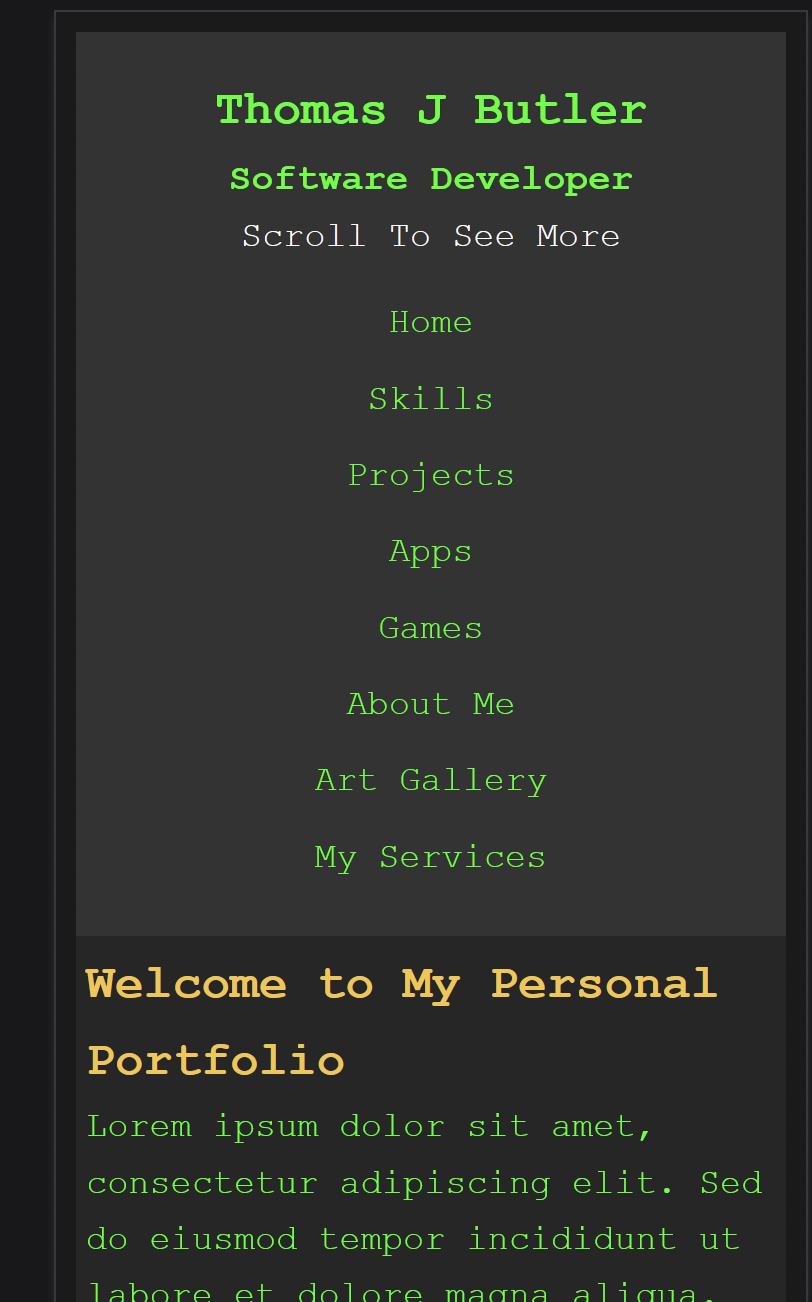 Thomas J Butler
Software Developer
Scroll To See More
Home
Skills
Projects
Apps
Games
About Me
Art Gallery
My Services
Welcome to My Personal
Portfolio
Lorem ipsum dolor sit amet,
consectetur adipiscing elit. Sed
do eiusmod tempor incididunt ut
labore et dolore magna aliqua.